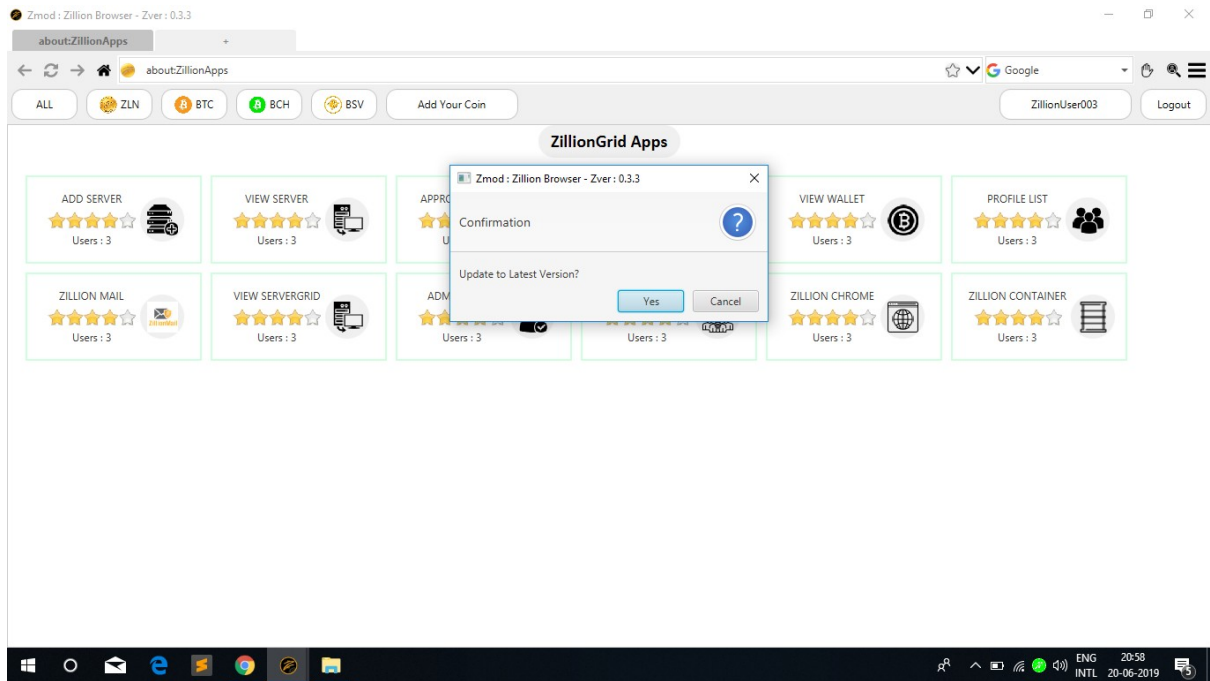 Zmod : Zillion Browser - Zver : 0.3.3
about:ZillionApps
+
about:ZillionApps
Google
ALL
ZLN
BTC
BCH
BSV
Add Your Coin
ZillionUser003
Logout
ZillionGrid Apps
ADD SERVER
Users : 3
VIEW SERVER
Users : 3
VIEW WALLET
Users : 3
PROFILE LIST
Users : 3
Zmod : Zillion Browser - Zver : 0.3.3
Confirmation
Update to Latest Version?
Yes
Cancel
ZILLION MAIL
Users : 3
VIEW SERVERGRID
Users : 3
Users : 3
Users : 3
ZILLION CHROME
Users : 3
ZILLION CONTAINER
Users : 3
ENG
INTL
20:58
20-06-2019
5